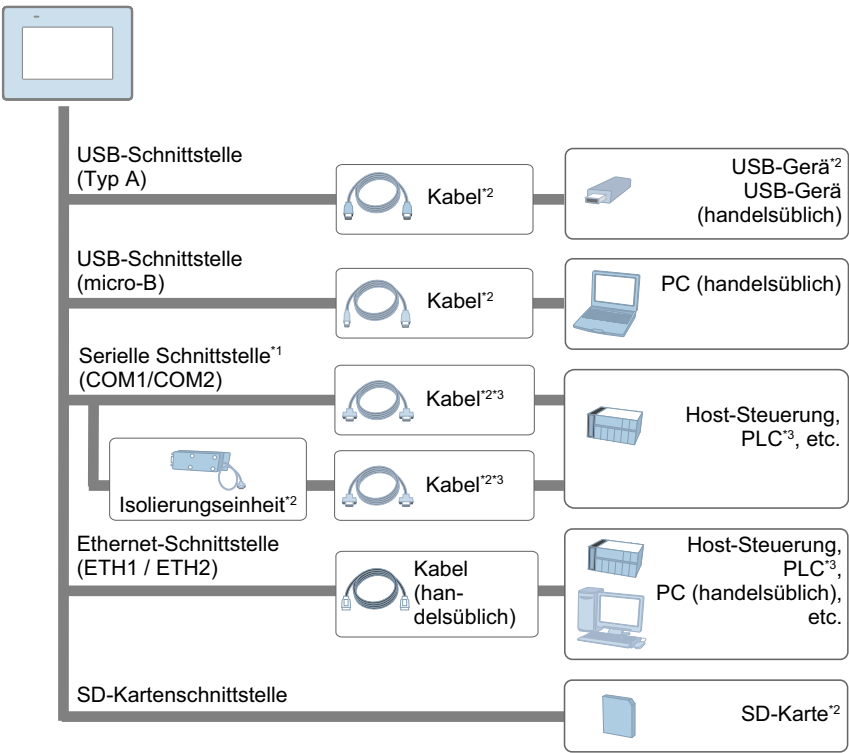 USB-Schnittstelle
(Typ A)
Kabel*2
USB-Gerä*2
USB-Gerä
(handelsüblich)
USB-Schnittstelle
(micro-B)
Kabel*2
PC (handelsüblich)
Serielle Schnittstelle*1
(COM1/COM2)
Kabel*2*3
Host-Steuerung,
PLC*3, etc.
Isolierungseinheit*2
Kabel*2*3
Ethernet-Schnittstelle
(ETH1 / ETH2)
Kabel
(han-
delsüblich)
Host-Steuerung,
PLC*3,
PC (handelsüblich),
etc.
SD-Kartenschnittstelle
SD-Karte*2